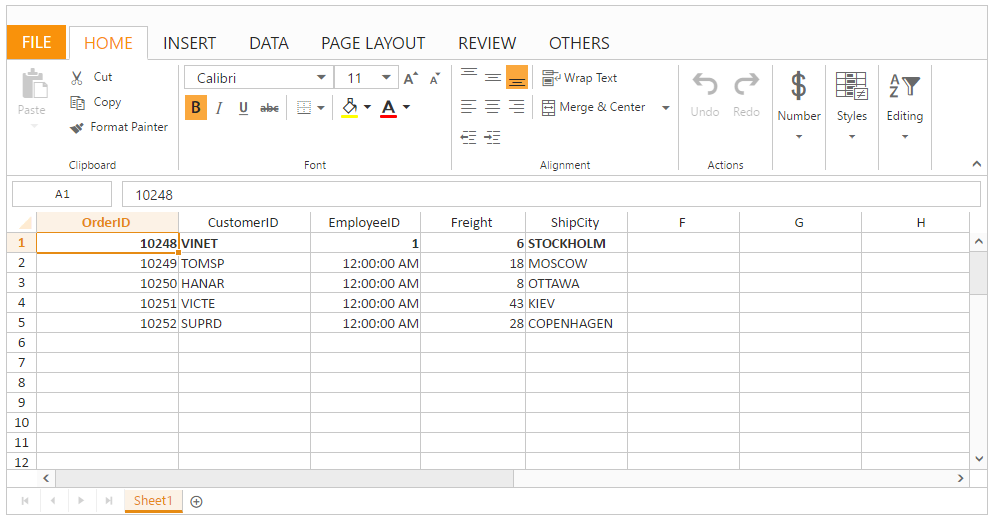 FILE HOME INSERT DATA PAGE LAYOUT REVIEW OTHERS
Paste
Cut
Copy
Format Painter
Clipboard
Calibri 11 A A
B I U abc A
Font
Wrap Text
Merge & Center
Alignment
Undo Redo
Actions
$ Number
Styles
AZ Editing
A1 10248
OrderID CustomerID EmployeeID Freight ShipCity F G H
1 10248 VINET 1 6 STOCKHOLM
2 10249 TOMSP 12:00:00 AM 18 MOSCOW
3 10250 HANAR 12:00:00 AM 8 OTTAWA
4 10251 VICTE 12:00:00 AM 43 KIEV
5 10252 SUPRD 12:00:00 AM 28 COPENHAGEN
6
7
8
9
10
11
12
Sheet1